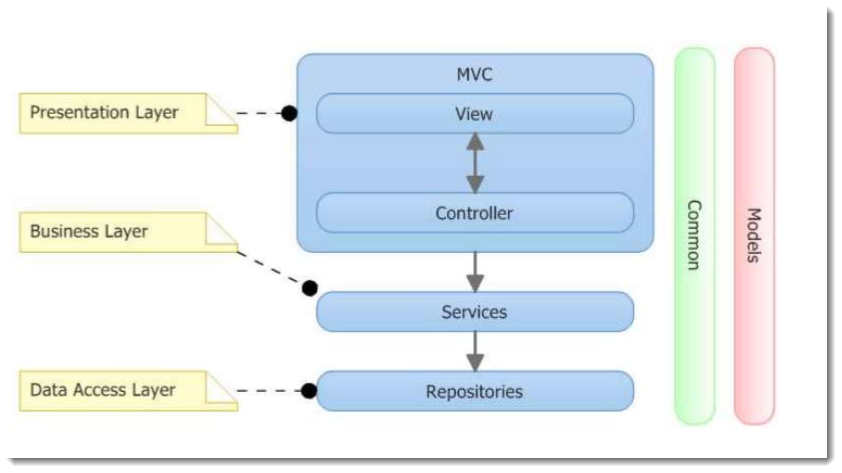 MVC
Presentation Layer
View
Controller
Business Layer
Services
Data Access Layer
Repositories
Common
Models